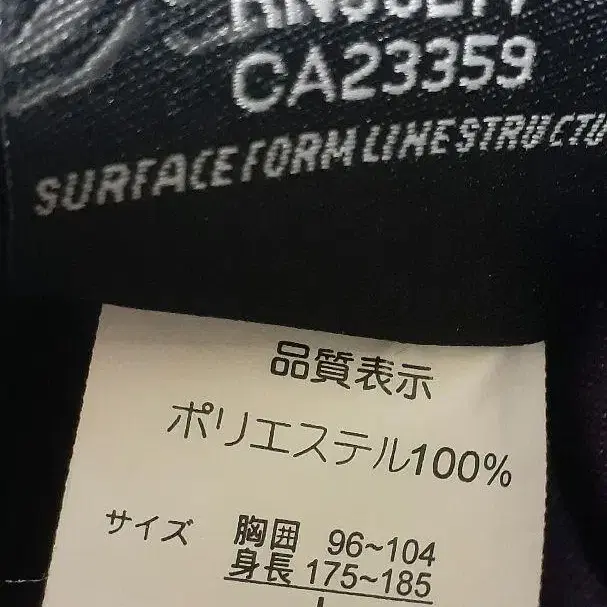 CA23359
SURFACE FORM LINE STRUCTU
品質表示
ポリエステル100%
サイズ 胸囲 96~104
身長 175~185